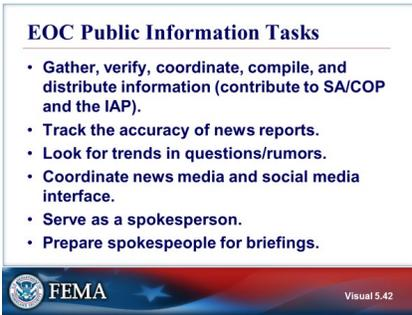 EOC Public Information Tasks
• Gather, verify, coordinate, compile, and
distribute information (contribute to SA/COP
and the IAP).
• Track the accuracy of news reports.
• Look for trends in questions/rumors.
• Coordinate news media and social media
interface.
• Serve as a spokesperson.
• Prepare spokespeople for briefings.
FEMA
Visual 5.42